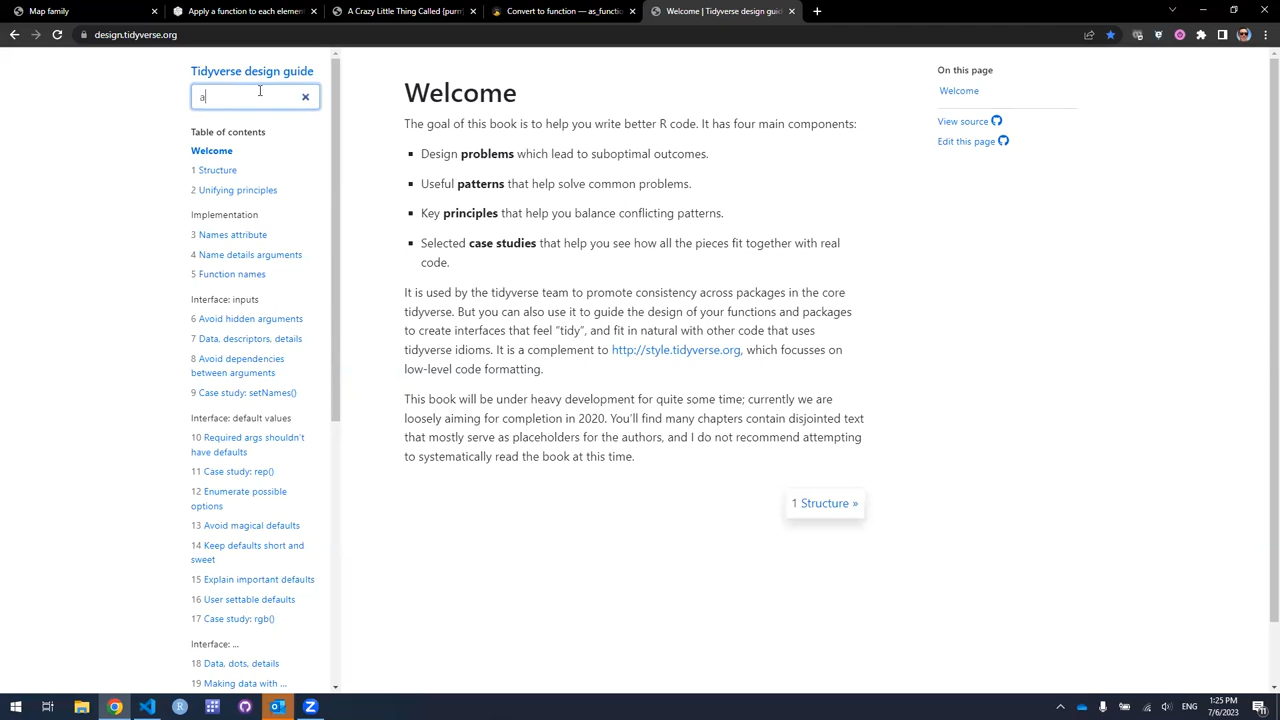 Map family
Apply a function to each elem
A Crazy Little Thing Called {purr
Convert to function — as_functio
Welcome | Tidyverse design guid
design.tidyverse.org
Tidyverse design guide
a
Table of contents
Welcome
1 Structure
2 Unifying principles
Implementation
3 Names attribute
4 Name details arguments
5 Function names
Interface: inputs
6 Avoid hidden arguments
7 Data, descriptors, details
8 Avoid dependencies
between arguments
9 Case study: setNames()
Interface: default values
10 Required args shouldn't
have defaults
11 Case study: rep()
12 Enumerate possible
options
13 Avoid magical defaults
14 Keep defaults short and
sweet
15 Explain important defaults
16 User settable defaults
17 Case study: rgb()
Interface: ...
18 Data, dots, details
19 Making data with ...
Welcome
The goal of this book is to help you write better R code. It has four main components:
Design problems which lead to suboptimal outcomes.
Useful patterns that help solve common problems.
Key principles that help you balance conflicting patterns.
Selected case studies that help you see how all the pieces fit together with real
code.
It is used by the tidyverse team to promote consistency across packages in the core
tidyverse. But you can also use it to guide the design of your functions and packages
to create interfaces that feel "tidy", and fit in natural with other code that uses
tidyverse idioms. It is a complement to http://style.tidyverse.org, which focusses on
low-level code formatting.
This book will be under heavy development for quite some time; currently we are
loosely aiming for completion in 2020. You'll find many chapters contain disjointed text
that mostly serve as placeholders for the authors, and I do not recommend attempting
to systematically read the book at this time.
1 Structure »
On this page
Welcome
View source
Edit this page
ENG
1:25 PM
7/6/2023